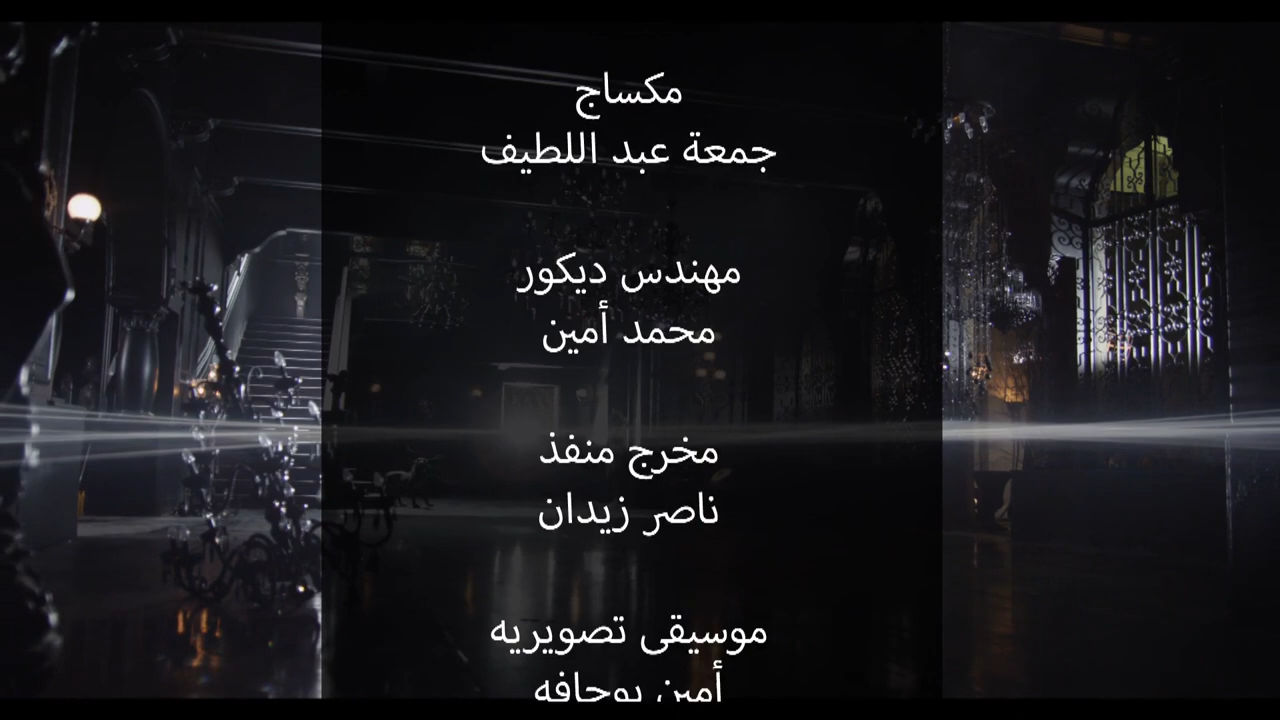 مكساج
جمعة عبد اللطيف
مهندس ديكور
محمد أمين
مخرج منفذ
ناصر زيدان
موسيقى تصويريه
أمين بوحافه